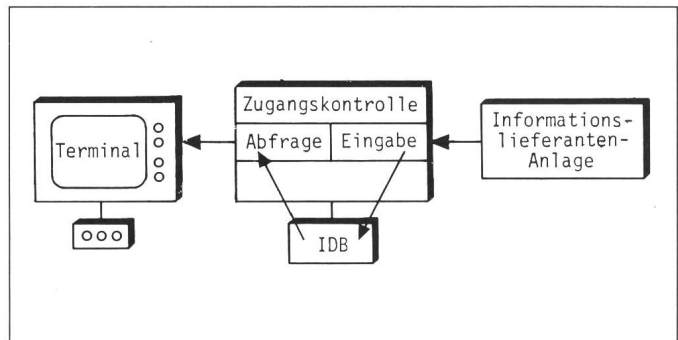 Terminal
Zugangskontrolle
Abfrage
Eingabe
IDB
Informations-
lieferanten-
Anlage